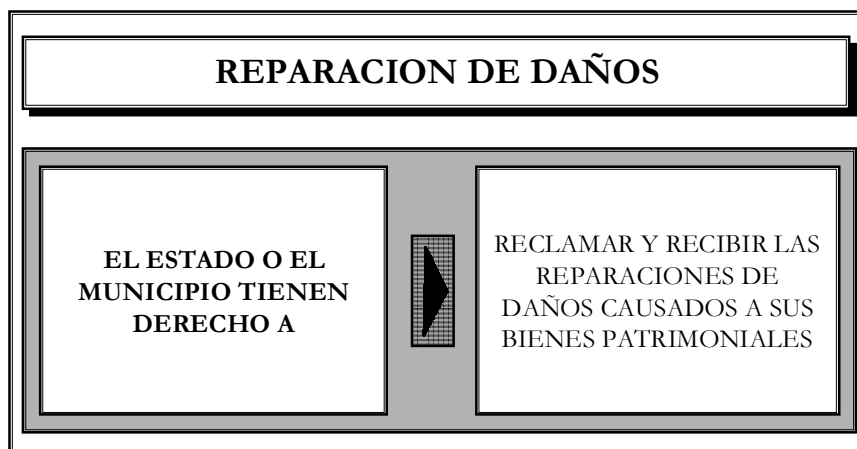 REPARACION DE DAÑOS
EL ESTADO O EL
MUNICIPIO TIENEN
DERECHO A
RECLAMAR Y RECIBIR LAS
REPARACIONES DE
DAÑOS CAUSADOS A SUS
BIENES PATRIMONIALES